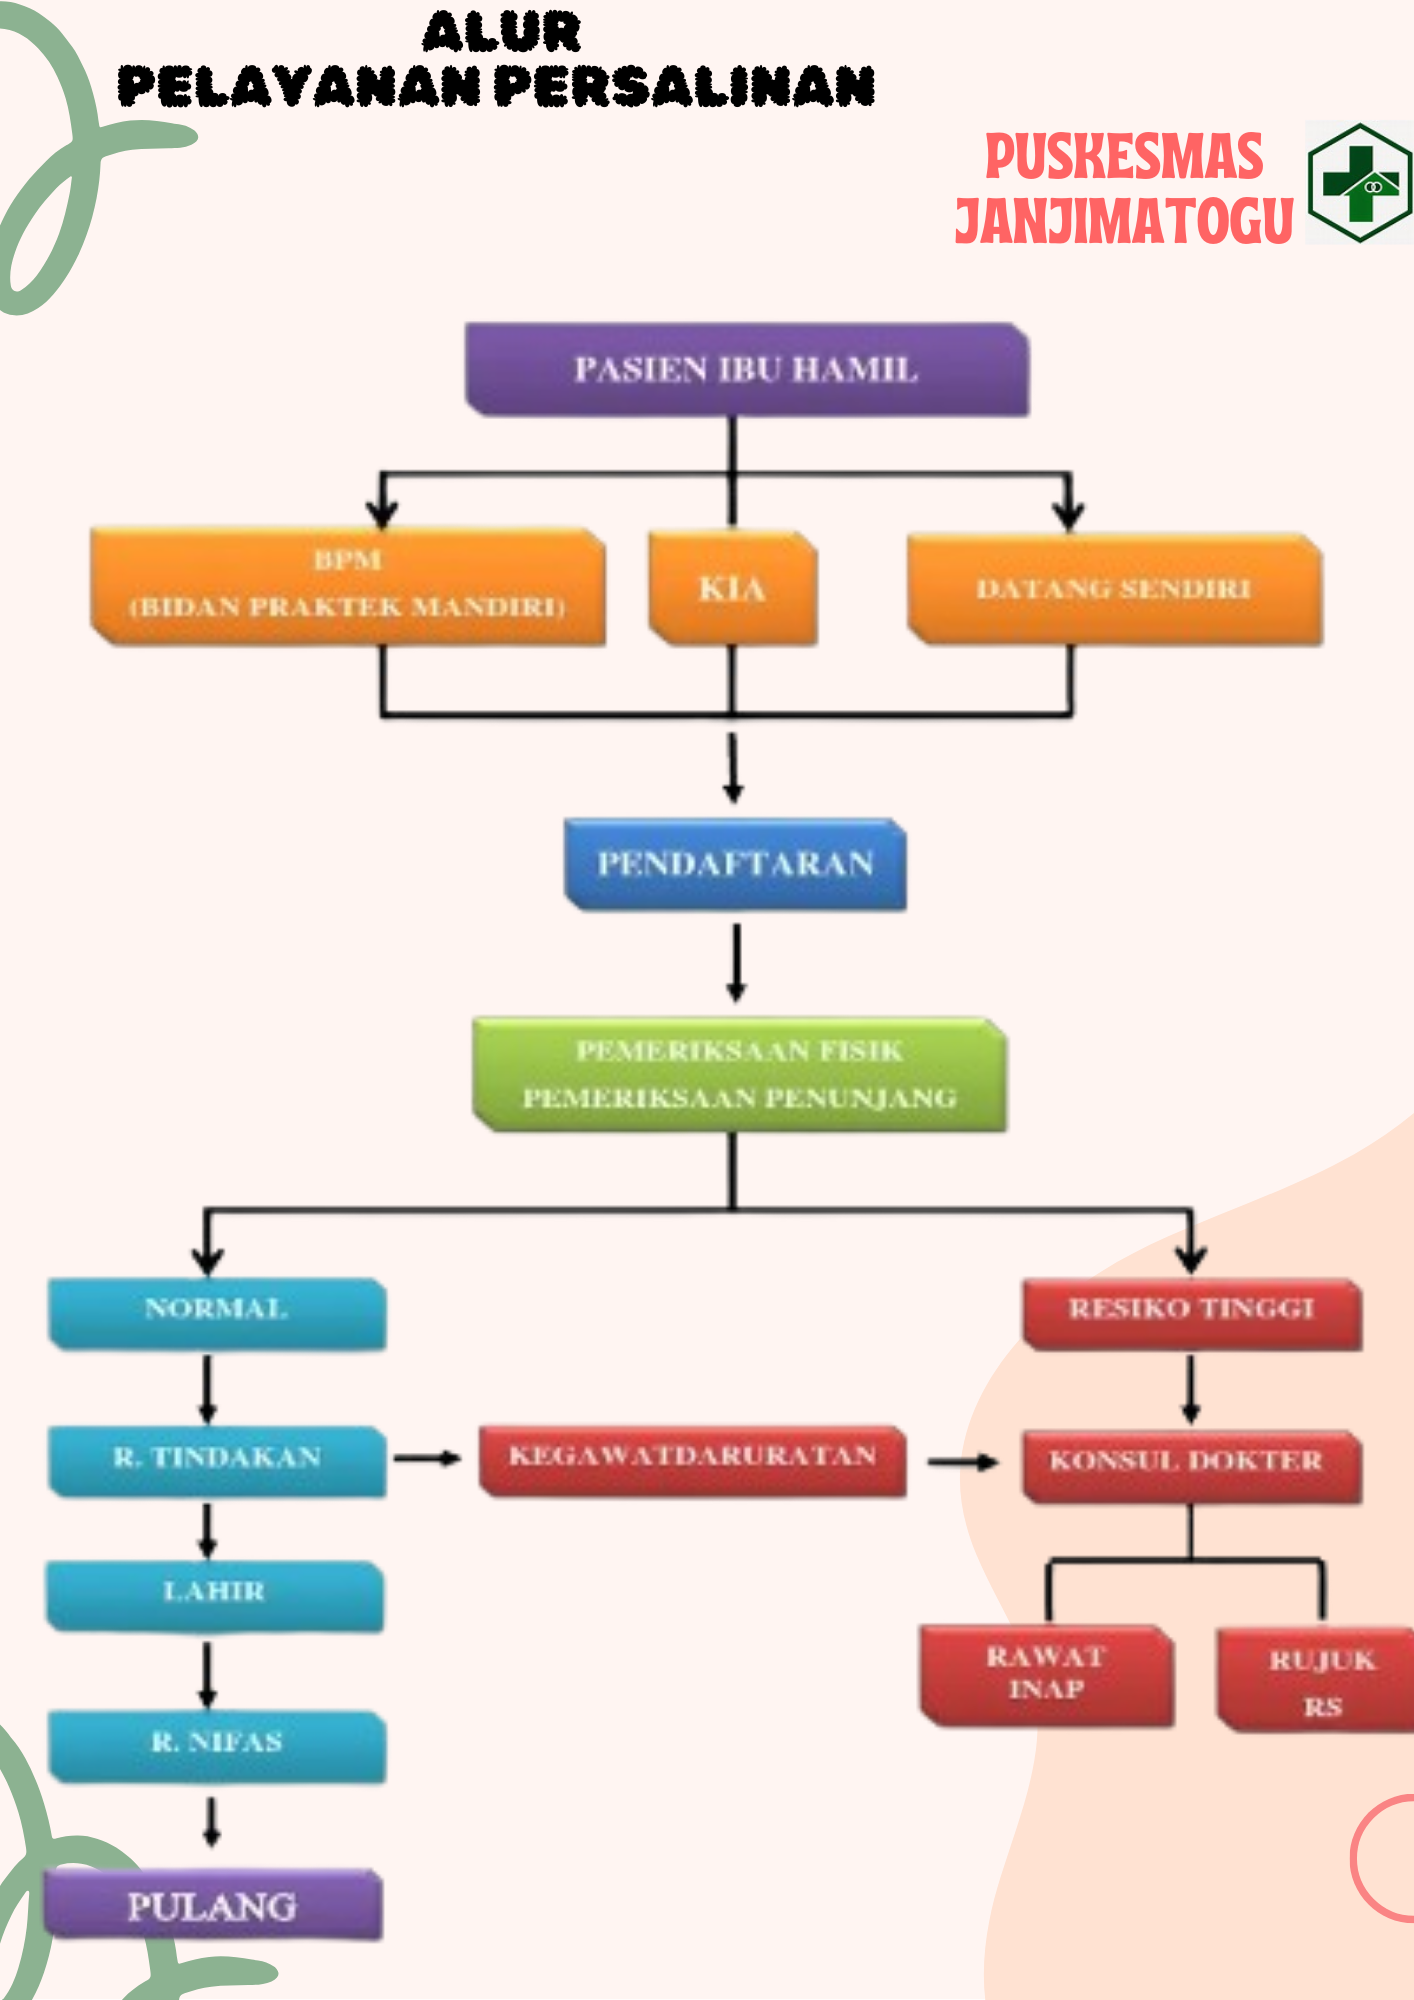 ALUR
PELAYANAN PERSALINAN
PUSKESMAS
JANJIMATOGU
PASIEN IBU HAMIL
BPM
(BIDAN PRAKTEK MANDIRI)
KIA
DATANG SENDIRI
PENDAFTARAN
PEMERIKSAAN FISIK
PEMERIKSAAN PENUNJANG
NORMAL
RESIKO TINGGI
R. TINDAKAN
KEGAWATDARURATAN
KONSUL DOKTER
LAHIR
RAWAT
INAP
RUJUK
RS
R. NIFAS
PULANG